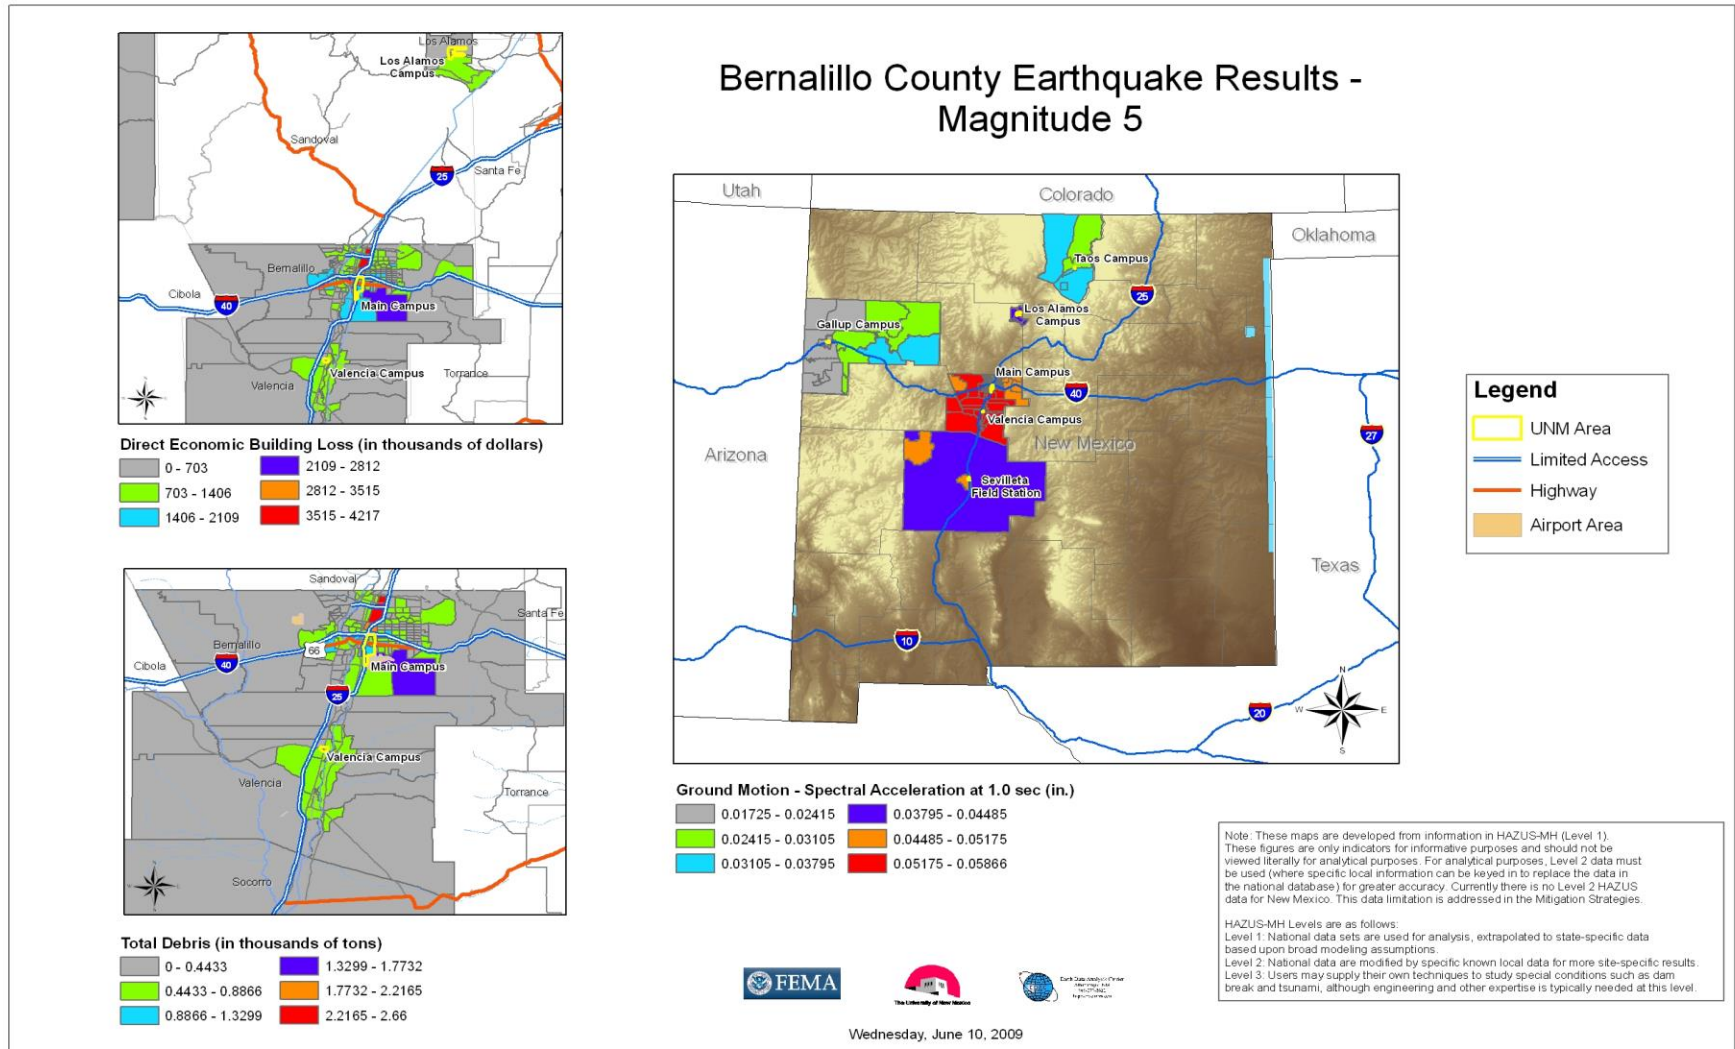 Bernalillo County Earthquake Results -
Magnitude 5
Los Alamos
Los Alamos
Campus
Sandoval
25
Santa Fe
Bernalillo
Cibola
40
Main Campus
Valencia Campus
Valencia
Torrance
Direct Economic Building Loss (in thousands of dollars)
0 - 703
703 - 1406
1406 - 2109
2109 - 2812
2812 - 3515
3515 - 4217
Sandoval
Santa Fe
Bernalillo
66
Cibola
40
Main Campus
25
Valencia Campus
Valencia
Torrance
Socorro
Total Debris (in thousands of tons)
0 - 0.4433
0.4433 - 0.8866
0.8866 - 1.3299
1.3299 - 1.7732
1.7732 - 2.2165
2.2165 - 2.66
Utah
Colorado
Oklahoma
Taos Campus
25
Los Alamos
Campus
Gallup Campus
Main Campus
40
Valencia Campus
New Mexico
27
Arizona
Sevilleta
Field Station
Texas
10
20
N
W
E
S
Ground Motion - Spectral Acceleration at 1.0 sec (in.)
0.01725 - 0.02415
0.02415 - 0.03105
0.03105 - 0.03795
0.03795 - 0.04485
0.04485 - 0.05175
0.05175 - 0.05866
Legend
UNM Area
Limited Access
Highway
Airport Area
Note: These maps are developed from information in HAZUS-MH (Level 1).
These figures are only indicators for informative purposes and should not be
viewed literally for analytical purposes. For analytical purposes, Level 2 data must
be used (where specific local information can be keyed in to replace the data in
the national database) for greater accuracy. Currently there is no Level 2 HAZUS
data for New Mexico. This data limitation is addressed in the Mitigation Strategies.
HAZUS-MH Levels are as follows:
Level 1: National data sets are used for analysis, extrapolated to state-specific data
based upon broad modeling assumptions.
Level 2: National data are modified by specific known local data for more site-specific results.
Level 3: Users may supply their own techniques to study special conditions such as dam
break and tsunami, although engineering and other expertise is typically needed at this level.
FEMA
The University of New Mexico
Earth Data Analysis Center
Wednesday, June 10, 2009